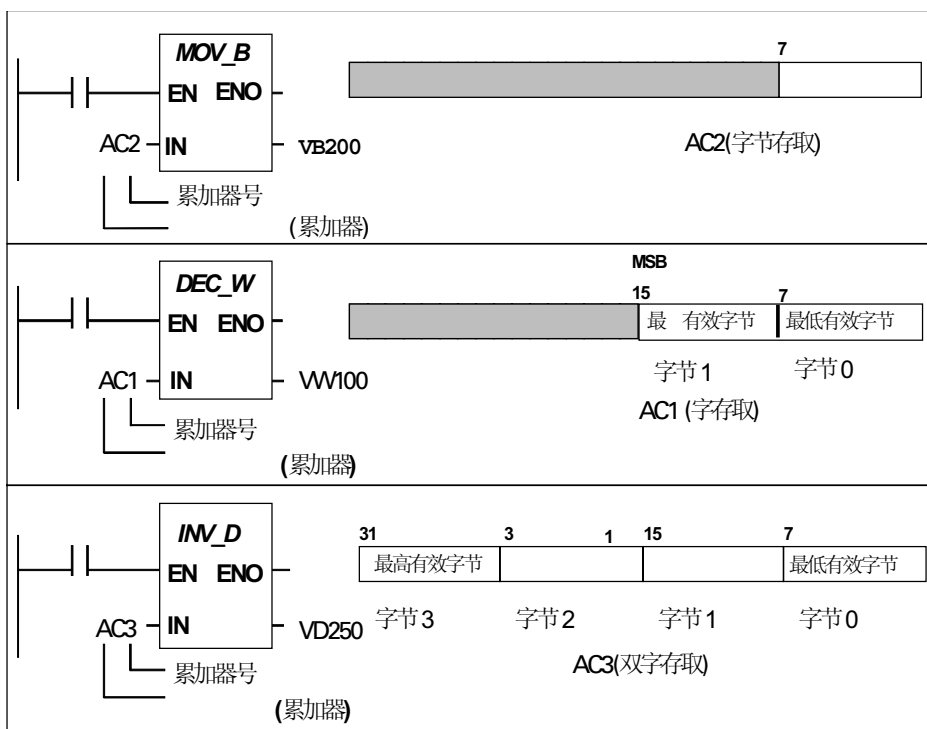 MOV_B
7
EN ENO
AC2 IN VB200
AC2(字节存取)
累加器号
(累加器)
DEC_W
MSB
15 7
EN ENO
最 有效字节 最低有效字节
AC1 IN VW100
字节1 字节0
AC1 (字存取)
累加器号
(累加器)
INV_D
31 3 1 15 7
最高有效字节 最低有效字节
EN ENO
AC3 IN VD250
字节3 字节2 字节1 字节0
AC3(双字存取)
累加器号
(累加器)